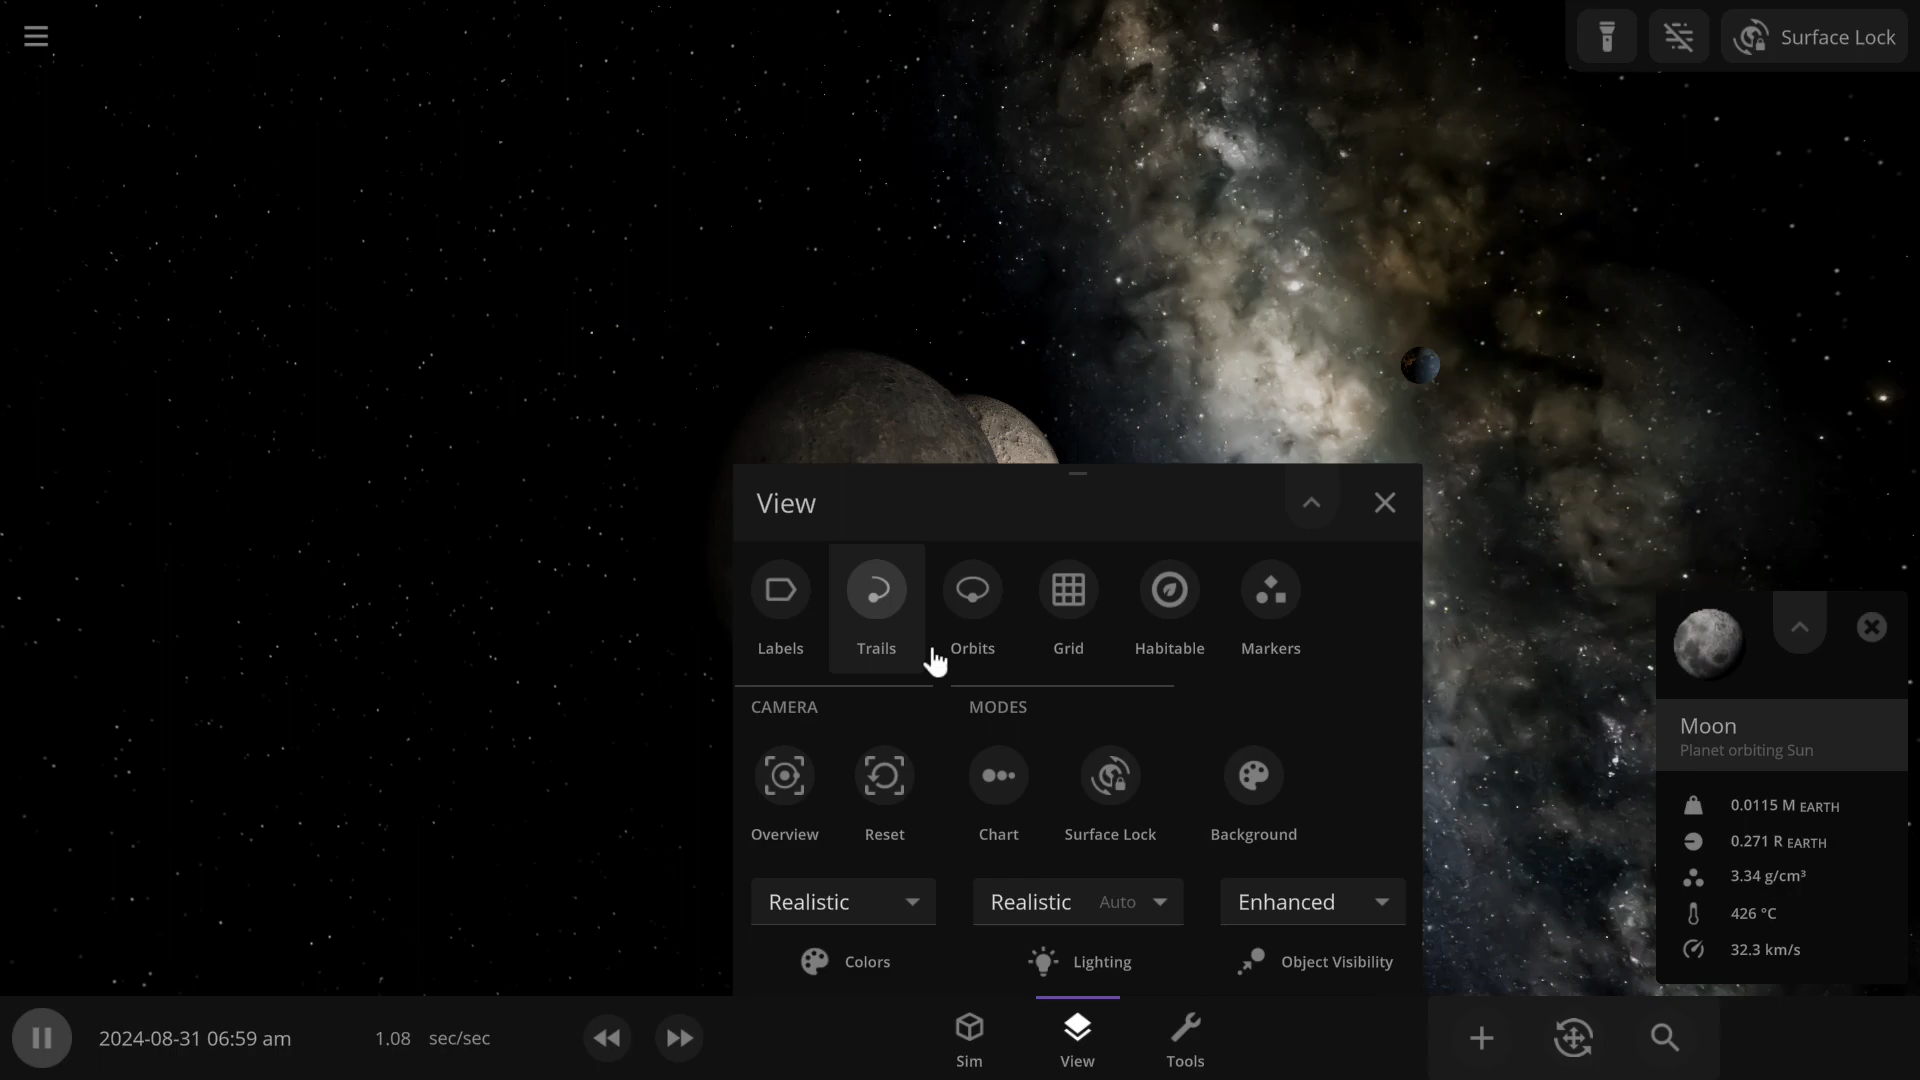 Surface Lock
View
Labels Trails Orbits Grid Habitable Markers
CAMERA MODES
Overview Reset Chart Surface Lock Background
Realistic Realistic Auto Enhanced
Colors Lighting Object Visibility
Moon
Planet orbiting Sun
0.0115 M EARTH
0.271 R EARTH
3.34 g/cm³
426 °C
32.3 km/s
2024-08-31 06:59 am 1.08 sec/sec
Sim View Tools